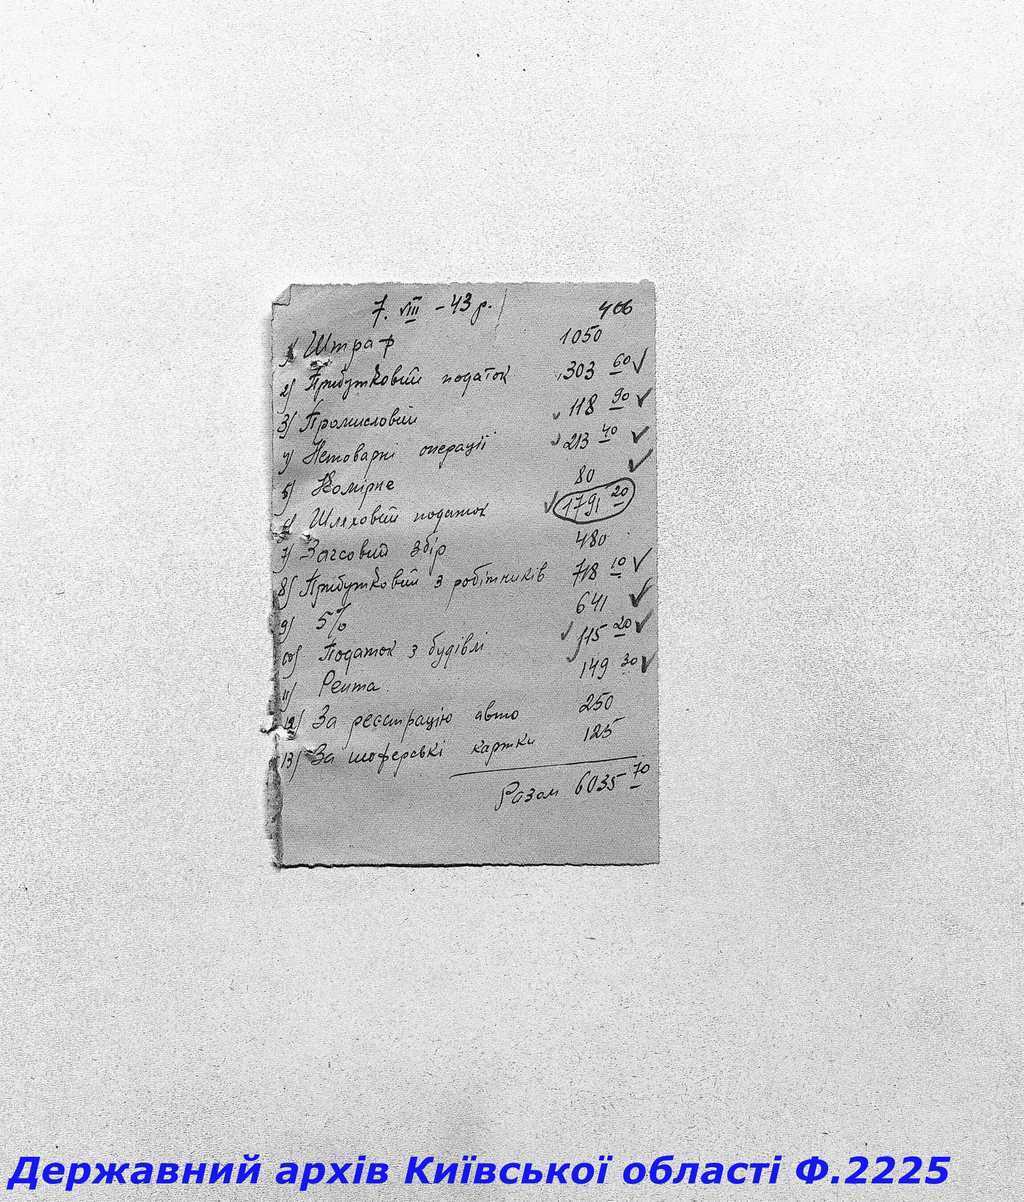 7. VIII – 43 р.
1) Штраф 1050
2) Прибутковий податок 303 60
3) Промисловий 118 90
4) Нетоварні операції 213 40
5) Комірне 80
6) Шляховий податок 1791 20
7) Загсовий збір 480
8) Прибутковий з робітників 718 10
9) 5% 641
10) Податок з будівлі 115 20
11) Рента 149 30
12) За реєстрацію авто 250
13) За шоферські картки 125
Разом 6035 70
Державний архів Київської області Ф.2225